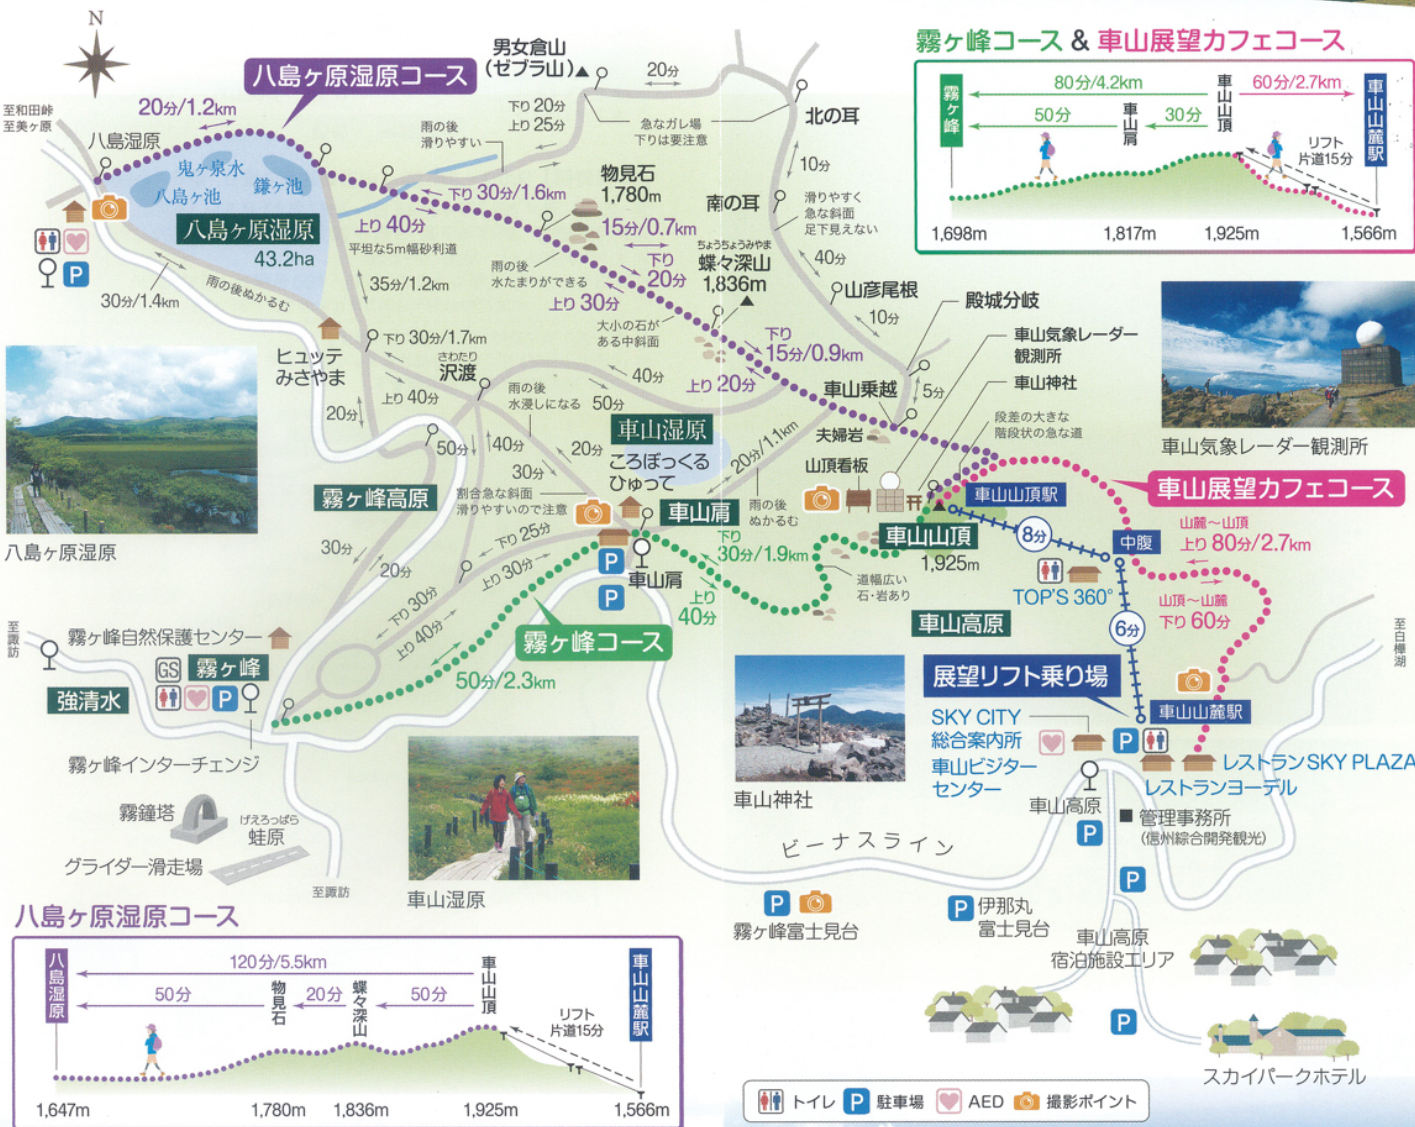 N
八島ヶ原湿原コース
20分/1.2km
至和田峠
至美ヶ原
八島湿原
鬼ヶ泉水
八島ヶ池
鎌ヶ池
八島ヶ原湿原
43.2ha
30分/1.4km
雨の後ぬかるむ
男女倉山
(ゼブラ山)
20分
下り 20分
上り 25分
急なガレ場
下りは要注意
雨の後
滑りやすい
北の耳
10分
南の耳
滑りやすく
急な斜面
足下見えない
40分
山彦尾根
10分
殿城分岐
5分
下り 30分/1.6km
上り 40分
平坦な5m幅砂利道
35分/1.2km
物見石
1,780m
15分/0.7km
雨の後
水たまりができる
下り
20分
上り 30分
ちょうちょうみやま
蝶々深山
1,836m
大小の石が
ある中斜面
下り
15分/0.9km
上り 20分
車山乗越
車山気象レーダー
観測所
車山神社
段差の大きな
階段状の急な道
夫婦岩
山頂看板
ヒュッテ
みさやま
下り 30分/1.7km
さわたり
沢渡
上り 40分
20分
雨の後
水浸しになる
40分
50分
50分
40分
30分
20分
車山湿原
ころぼっくる
ひゅって
20分/1.1km
雨の後
ぬかるむ
割合急な斜面
滑りやすいので注意
霧ヶ峰高原
車山肩
車山肩
P
P
下り 25分
上り 30分
30分
20分
下り 30分
上り 40分
霧ヶ峰コース
50分/2.3km
下り
30分/1.9km
上り
40分
道幅広い
石・岩あり
車山山頂
1,925m
車山山頂駅
8分
中腹
TOP'S 360°
6分
車山高原
車山展望カフェコース
山麓～山頂
上り 80分/2.7km
山頂～山麓
下り 60分
展望リフト乗り場
車山山麓駅
SKY CITY
総合案内所
車山ビジター
センター
P
レストランSKY PLAZA
レストランヨーデル
車山高原
P
管理事務所
(信州綜合開発観光)
至白樺湖
至諏訪
霧ヶ峰自然保護センター
GS
霧ヶ峰
P
強清水
霧ヶ峰インターチェンジ
霧鐘塔
げえろっぱら
蛙原
グライダー滑走場
至諏訪
ビーナスライン
P
霧ヶ峰富士見台
P
伊那丸
富士見台
P
車山高原
宿泊施設エリア
P
スカイパークホテル
八島ヶ原湿原
車山湿原
車山神社
車山気象レーダー観測所
霧ヶ峰コース & 車山展望カフェコース
霧ヶ峰
80分/4.2km
車山山頂
60分/2.7km
車山山麓駅
50分
車山肩
30分
リフト
片道15分
1,698m
1,817m
1,925m
1,566m
八島ヶ原湿原コース
八島湿原
120分/5.5km
車山山頂
車山山麓駅
50分
物見石
20分
蝶々深山
50分
リフト
片道15分
1,647m
1,780m
1,836m
1,925m
1,566m
トイレ P 駐車場 AED 撮影ポイント
P